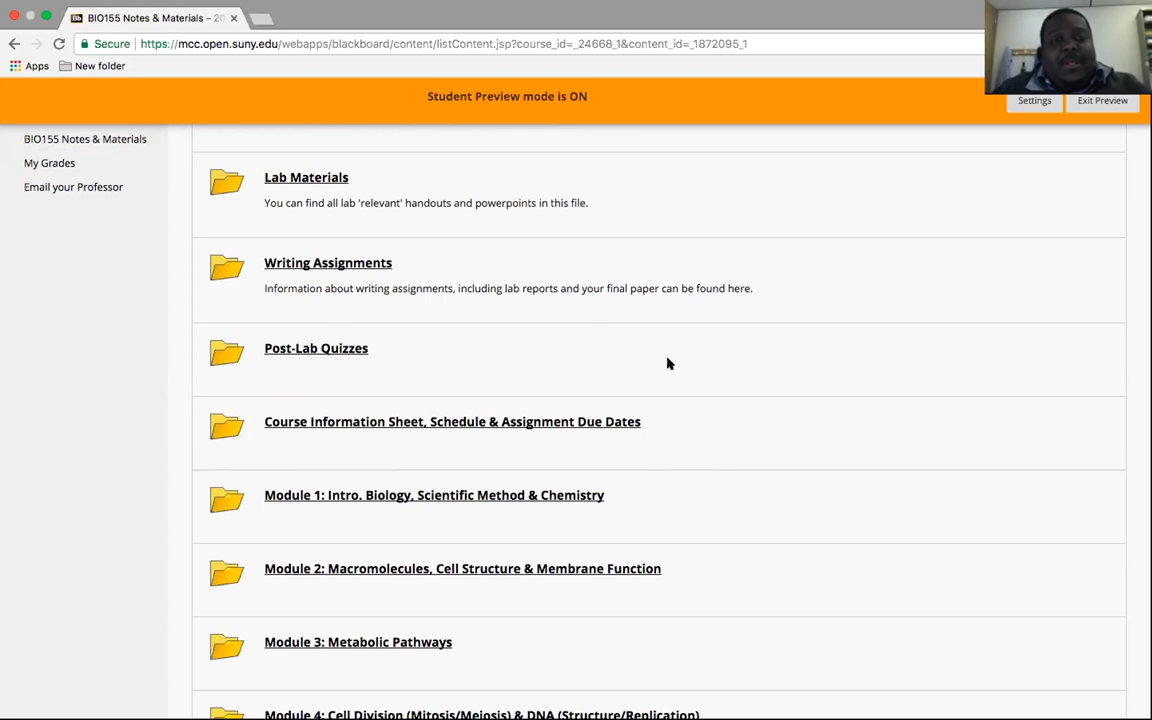 BIO155 Notes & Materials – 20
Secure
https://mcc.open.suny.edu/webapps/blackboard/content/listContent.jsp?course_id=_24668_1&content_id=_1872095_1
Apps New folder
Student Preview mode is ON
Settings Exit Preview
BIO155 Notes & Materials
My Grades
Email your Professor
Lab Materials
You can find all lab 'relevant' handouts and powerpoints in this file.
Writing Assignments
Information about writing assignments, including lab reports and your final paper can be found here.
Post-Lab Quizzes
Course Information Sheet, Schedule & Assignment Due Dates
Module 1: Intro. Biology, Scientific Method & Chemistry
Module 2: Macromolecules, Cell Structure & Membrane Function
Module 3: Metabolic Pathways
Module 4: Cell Division (Mitosis/Meiosis) & DNA (Structure/Replication)